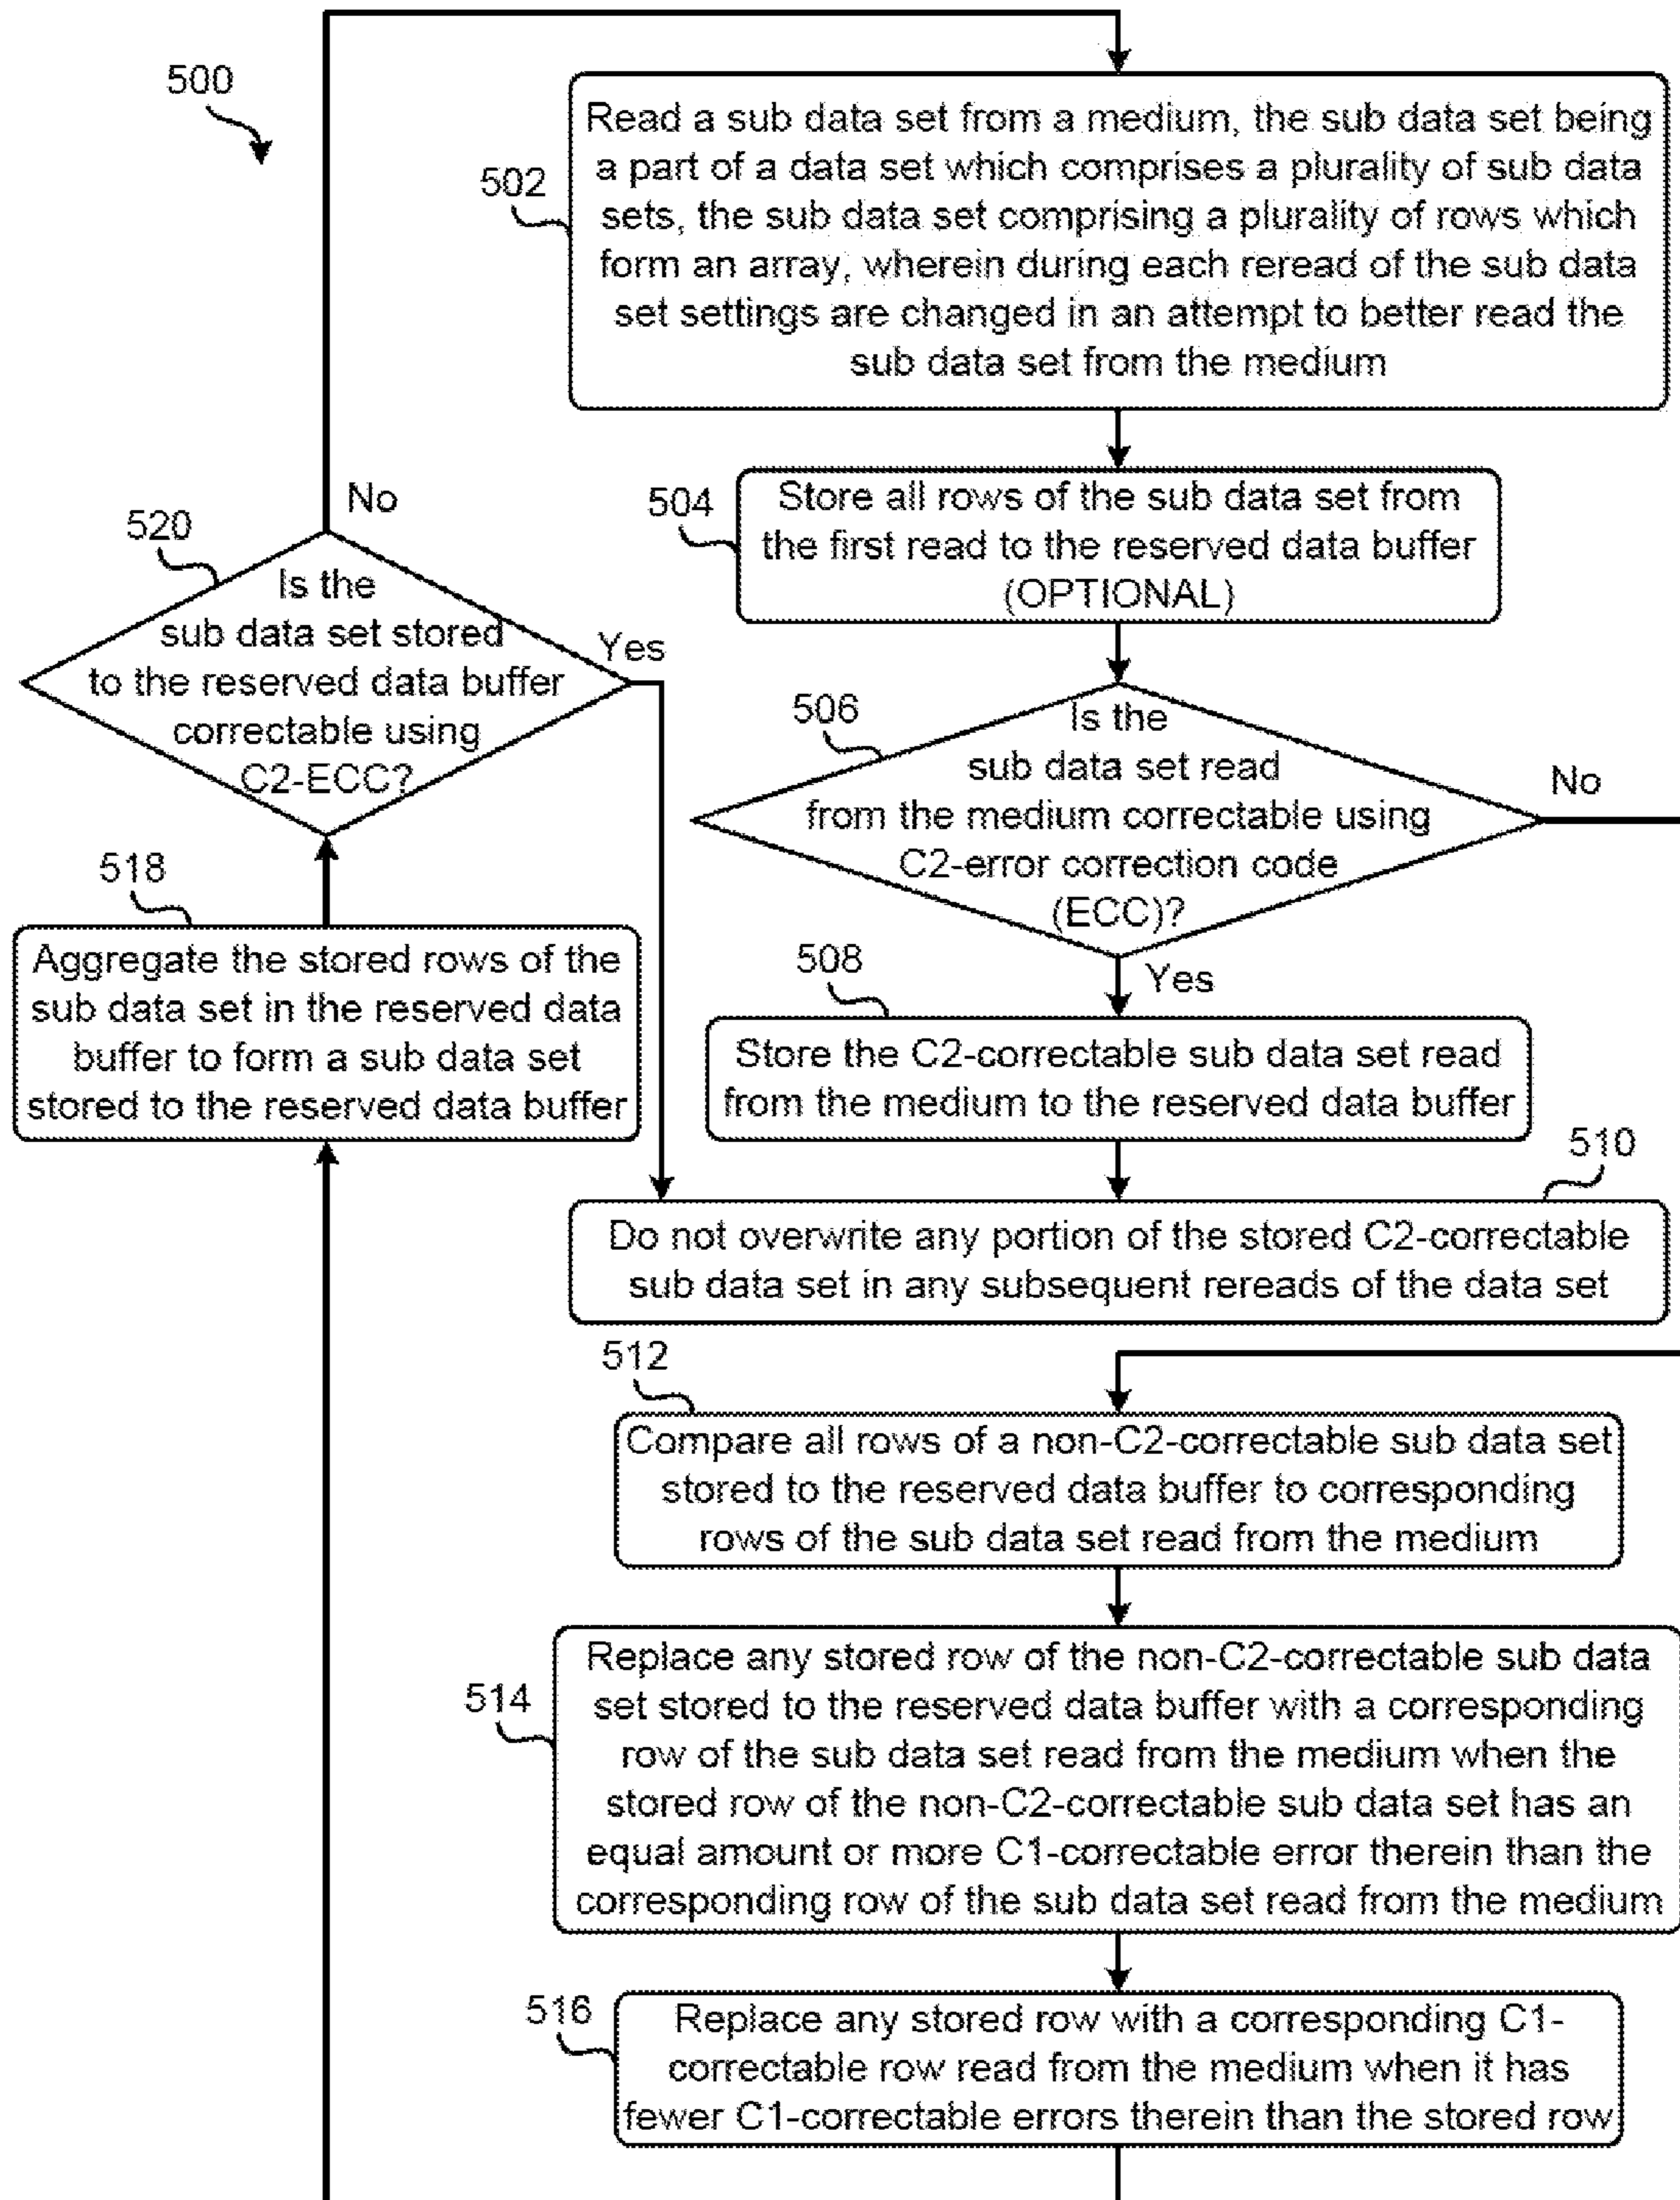 500
502
Read a sub data set from a medium, the sub data set being
a part of a data set which comprises a plurality of sub data
sets, the sub data set comprising a plurality of rows which
form an array, wherein during each reread of the sub data
set settings are changed in an attempt to better read the
sub data set from the medium
504
Store all rows of the sub data set from
the first read to the reserved data buffer
(OPTIONAL)
506
Is the
sub data set read
from the medium correctable using
C2-error correction code
(ECC)?
No
Yes
508
Store the C2-correctable sub data set read
from the medium to the reserved data buffer
510
Do not overwrite any portion of the stored C2-correctable
sub data set in any subsequent rereads of the data set
512
Compare all rows of a non-C2-correctable sub data set
stored to the reserved data buffer to corresponding
rows of the sub data set read from the medium
514
Replace any stored row of the non-C2-correctable sub data
set stored to the reserved data buffer with a corresponding
row of the sub data set read from the medium when the
stored row of the non-C2-correctable sub data set has an
equal amount or more C1-correctable error therein than the
corresponding row of the sub data set read from the medium
516
Replace any stored row with a corresponding C1-
correctable row read from the medium when it has
fewer C1-correctable errors therein than the stored row
518
Aggregate the stored rows of the
sub data set in the reserved data
buffer to form a sub data set
stored to the reserved data buffer
520
Is the
sub data set stored
to the reserved data buffer
correctable using
C2-ECC?
No
Yes